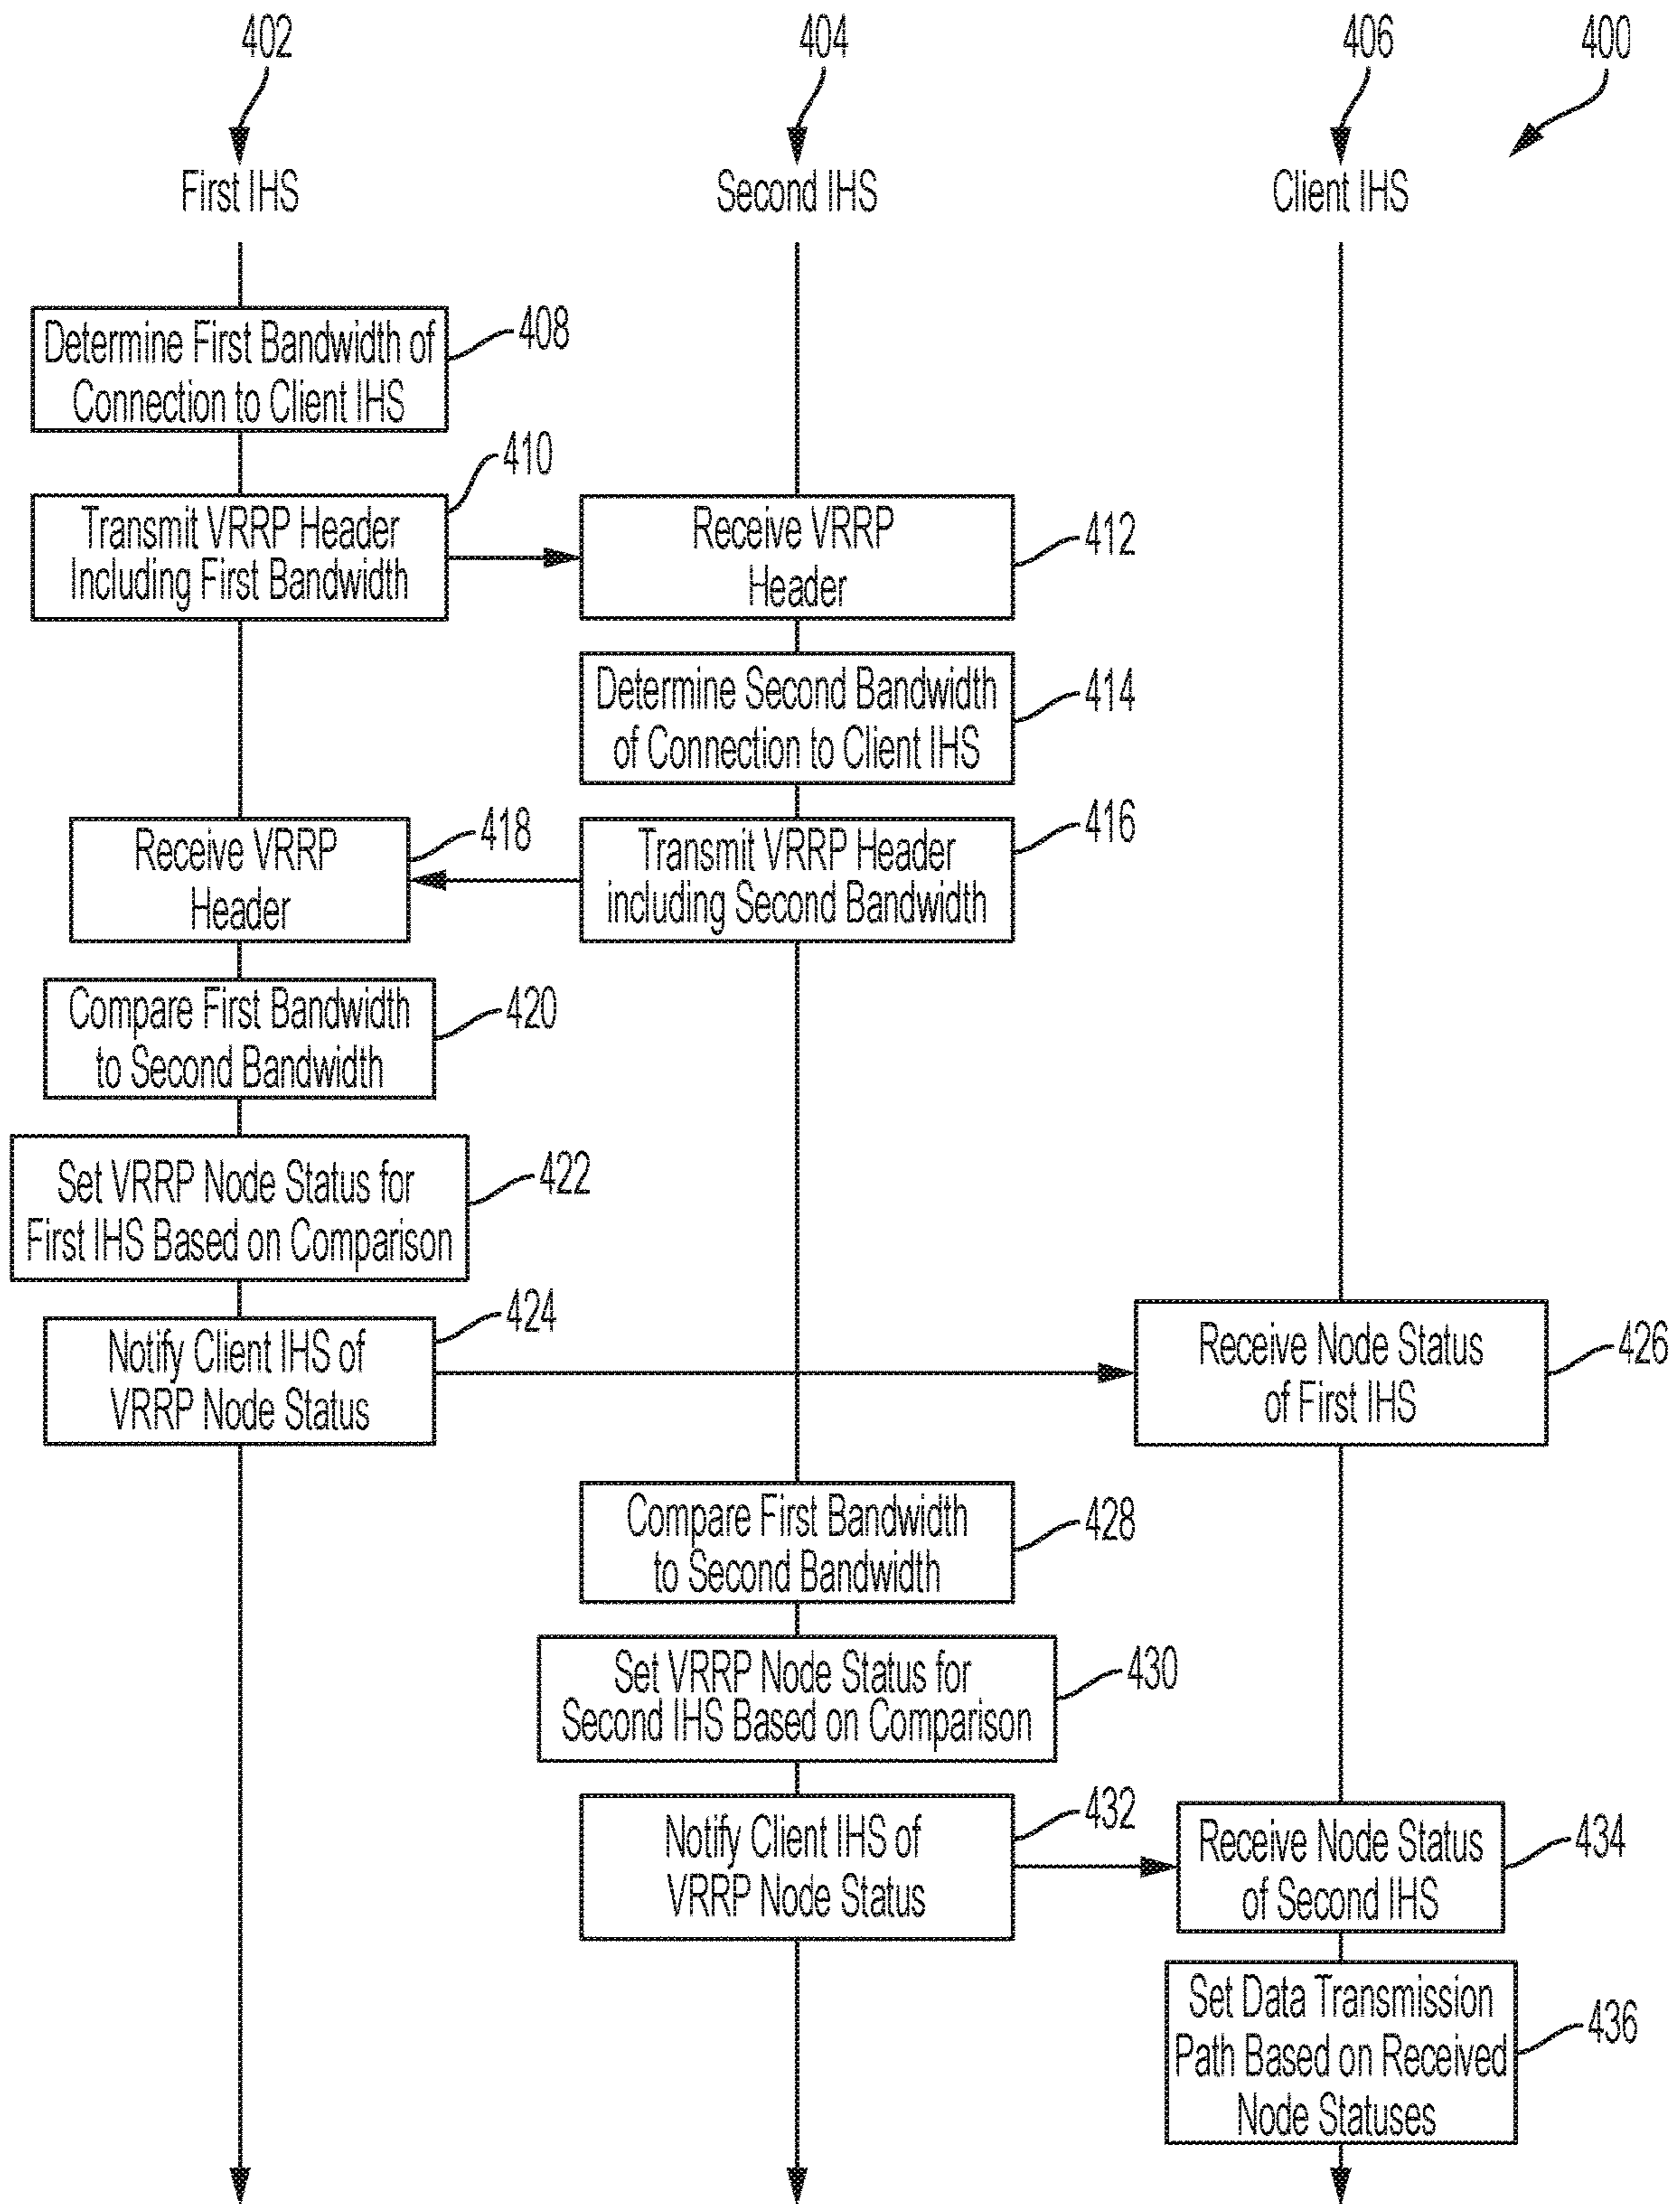 402
404
406
400
First IHS
Second IHS
Client IHS
Determine First Bandwidth of
Connection to Client IHS
408
Transmit VRRP Header
Including First Bandwidth
410
Receive VRRP
Header
412
Determine Second Bandwidth
of Connection to Client IHS
414
Transmit VRRP Header
including Second Bandwidth
416
Receive VRRP
Header
418
Compare First Bandwidth
to Second Bandwidth
420
Set VRRP Node Status for
First IHS Based on Comparison
422
Notify Client IHS of
VRRP Node Status
424
Receive Node Status
of First IHS
426
Compare First Bandwidth
to Second Bandwidth
428
Set VRRP Node Status for
Second IHS Based on Comparison
430
Notify Client IHS of
VRRP Node Status
432
Receive Node Status
of Second IHS
434
Set Data Transmission
Path Based on Received
Node Statuses
436